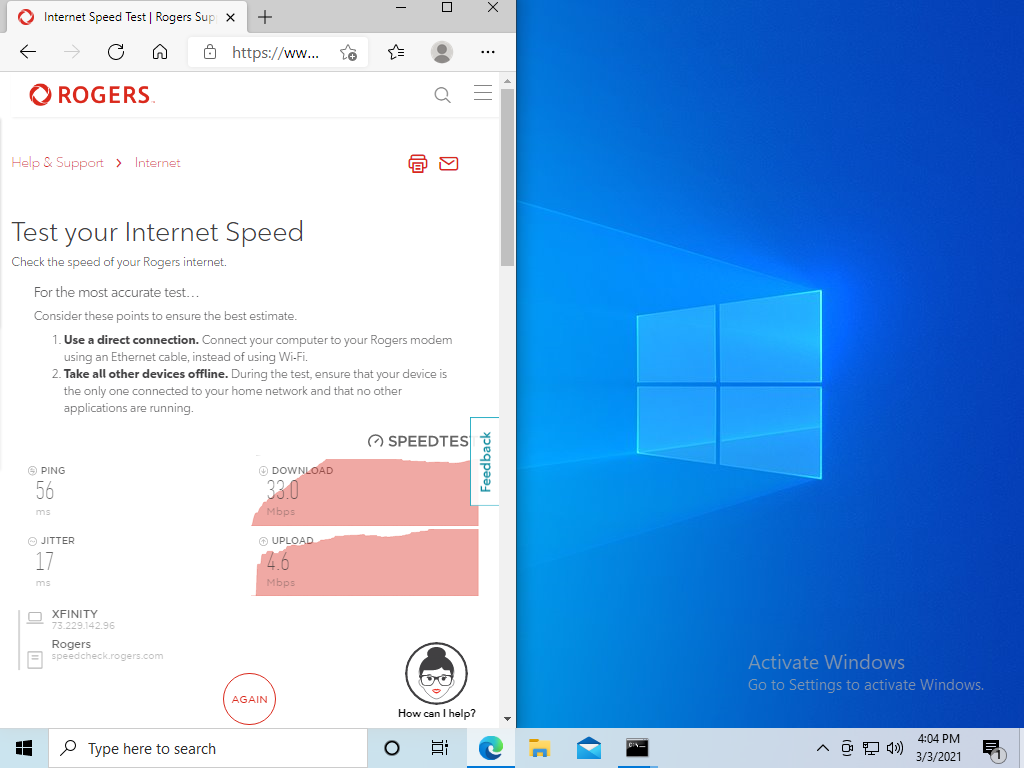 Internet Speed Test | Rogers Sup
https://ww...
ROGERS
Help & Support > Internet
Test your Internet Speed
Check the speed of your Rogers internet.
For the most accurate test...
Consider these points to ensure the best estimate.
1. Use a direct connection. Connect your computer to your Rogers modem
using an Ethernet cable, instead of using Wi-Fi.
2. Take all other devices offline. During the test, ensure that your device is
the only one connected to your home network and that no other
applications are running.
SPEEDTES
Feedback
PING
56
ms
DOWNLOAD
33.0
Mbps
JITTER
17
ms
UPLOAD
4.6
Mbps
XFINITY
73.229.142.96
Rogers
speedcheck.rogers.com
AGAIN
How can I help?
Activate Windows
Go to Settings to activate Windows.
Type here to search
4:04 PM
3/3/2021
1